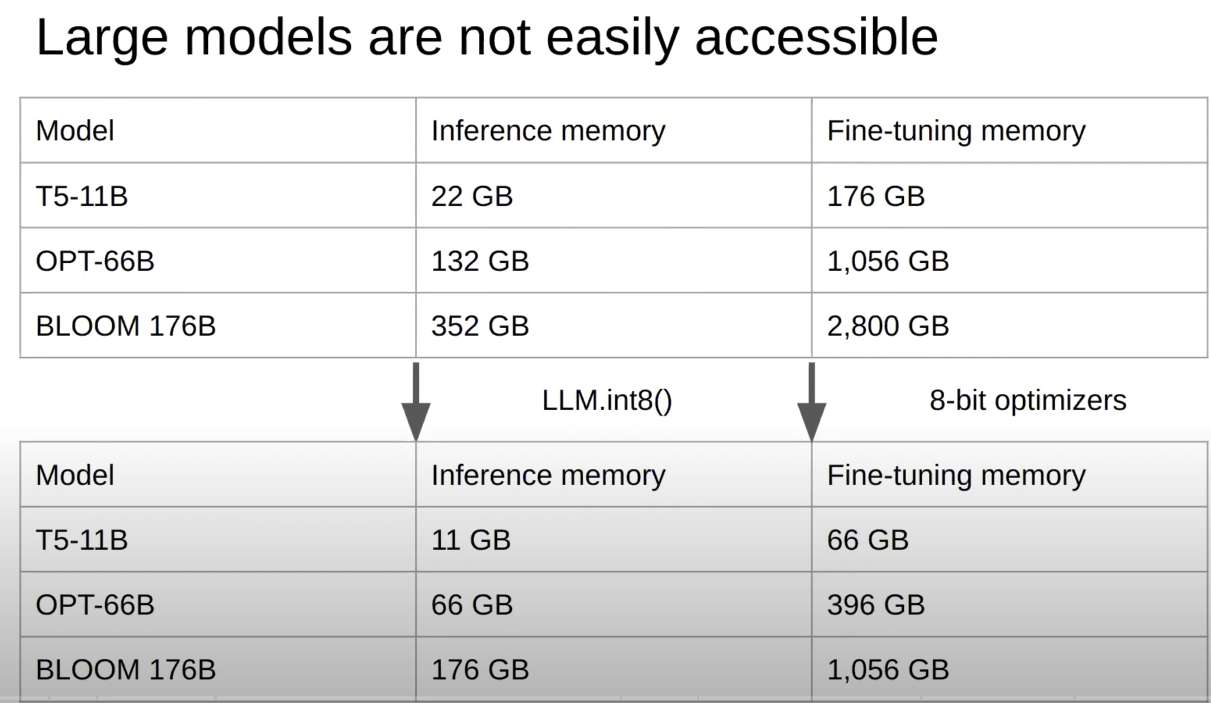 Large models are not easily accessible
Model Inference memory Fine-tuning memory
T5-11B 22 GB 176 GB
OPT-66B 132 GB 1,056 GB
BLOOM 176B 352 GB 2,800 GB
LLM.int8() 8-bit optimizers
Model Inference memory Fine-tuning memory
T5-11B 11 GB 66 GB
OPT-66B 66 GB 396 GB
BLOOM 176B 176 GB 1,056 GB